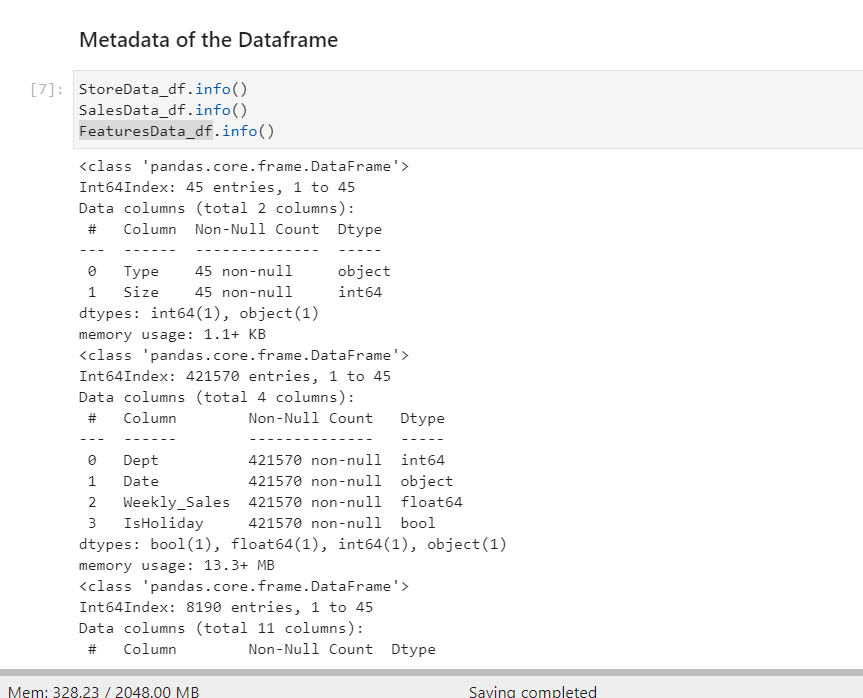 Metadata of the Dataframe
[7]: StoreData_df.info()
SalesData_df.info()
FeaturesData_df.info()
<class 'pandas.core.frame.DataFrame'>
Int64Index: 45 entries, 1 to 45
Data columns (total 2 columns):
 #   Column  Non-Null Count  Dtype
---  ------  --------------  -----
 0   Type    45 non-null     object
 1   Size    45 non-null     int64
dtypes: int64(1), object(1)
memory usage: 1.1+ KB
<class 'pandas.core.frame.DataFrame'>
Int64Index: 421570 entries, 1 to 45
Data columns (total 4 columns):
 #   Column        Non-Null Count   Dtype
---  ------        --------------   -----
 0   Dept          421570 non-null  int64
 1   Date          421570 non-null  object
 2   Weekly_Sales  421570 non-null  float64
 3   IsHoliday     421570 non-null  bool
dtypes: bool(1), float64(1), int64(1), object(1)
memory usage: 13.3+ MB
<class 'pandas.core.frame.DataFrame'>
Int64Index: 8190 entries, 1 to 45
Data columns (total 11 columns):
 #   Column        Non-Null Count  Dtype
Mem: 328.23 / 2048.00 MB Saving completed